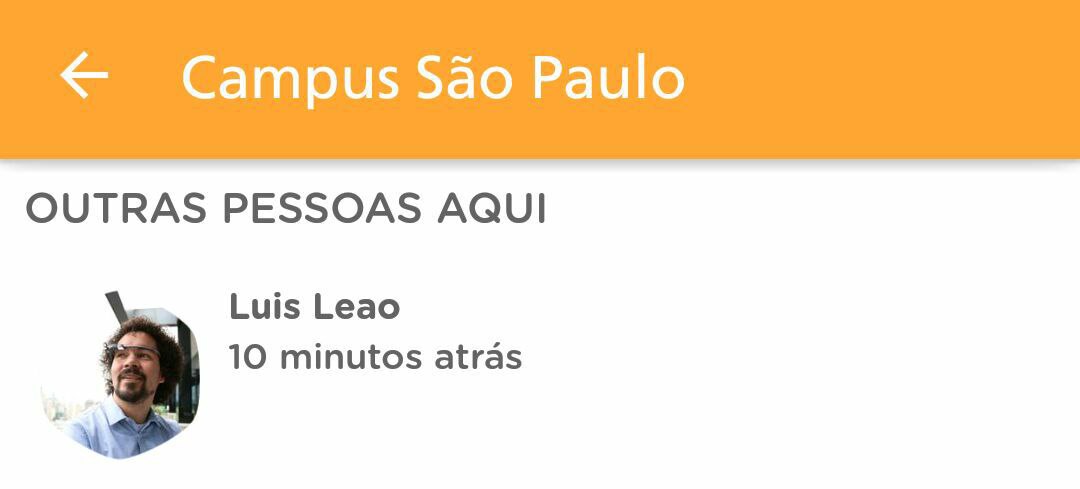 Campus São Paulo
OUTRAS PESSOAS AQUI
Luis Leao
10 minutos atrás